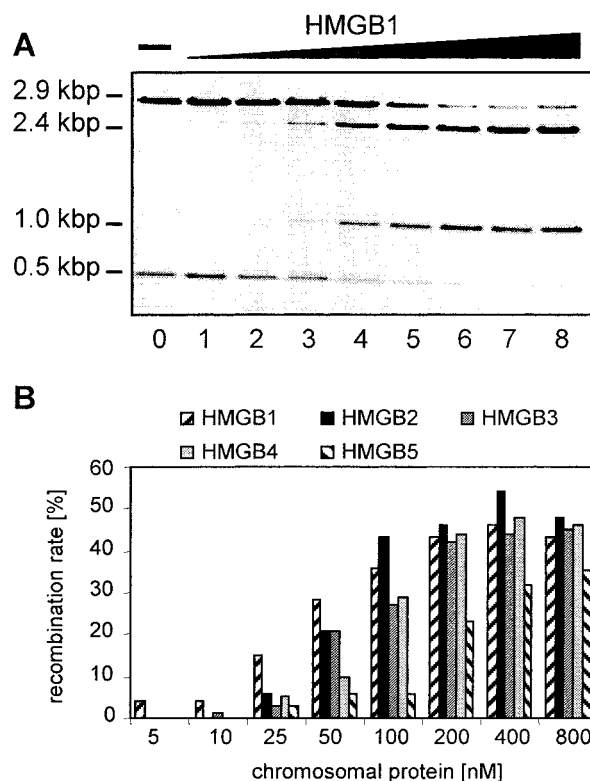 A
HMGB1
2.9 kbp
2.4 kbp
1.0 kbp
0.5 kbp
0 1 2 3 4 5 6 7 8
B
HMGB1 HMGB2 HMGB3
HMGB4 HMGB5
recombination rate [%]
60
50
40
30
20
10
0
5 10 25 50 100 200 400 800
chromosomal protein [nM]